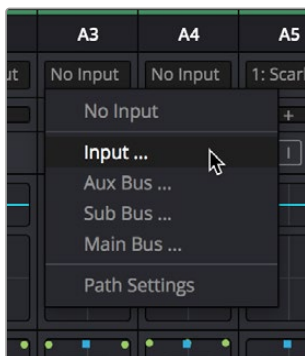 A3 A4 A5
ut No Input No Input 1: Scarl
No Input
+
Input ...
I
Aux Bus ...
Sub Bus ...
Main Bus ...
Path Settings